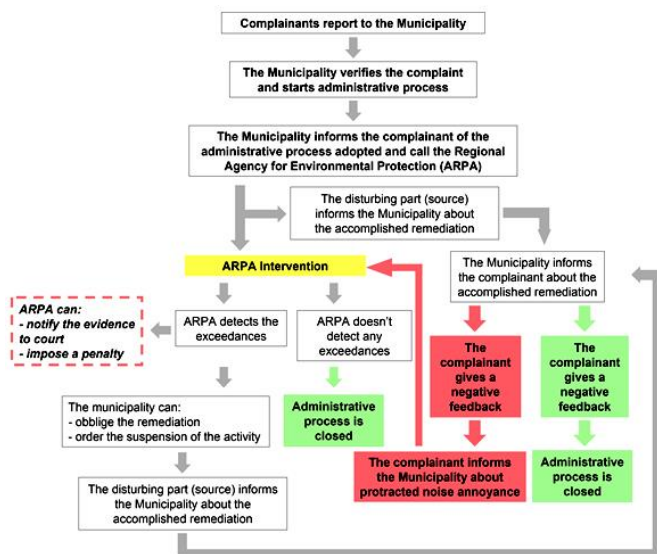 Complainants report to the Municipality
The Municipality verifies the complaint
and starts administrative process
The Municipality informs the complainant of the
administrative process adopted and call the Regional
Agency for Environmental Protection (ARPA)
The disturbing part (source)
informs the Municipality about
the accomplished remediation
ARPA Intervention
The Municipality informs
the complainant about the
accomplished remediation
ARPA can:
- notify the evidence
to court
- impose a penalty
ARPA detects the
exceedances
ARPA doesn't
detect any
exceedances
The
complainant
gives a
negative
feedback
The
complainant
gives a
negative
feedback
The municipality can:
- obblige the remediation
- order the suspension of the activity
Administrative
process is
closed
The complainant informs
the Municipality about
protracted noise annoyance
Administrative
process is
closed
The disturbing part (source) informs
the Municipality about the
accomplished remediation